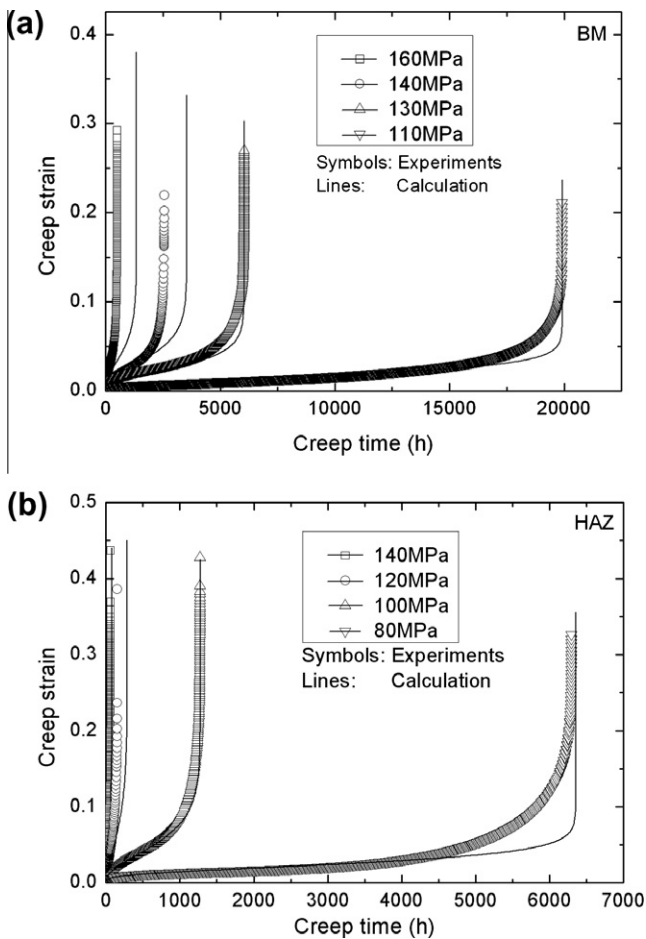 (a)
BM
0.4
0.3
0.2
0.1
0.0
Creep strain
160MPa
140MPa
130MPa
110MPa
Symbols: Experiments
Lines: Calculation
0 5000 10000 15000 20000
Creep time (h)
(b)
HAZ
0.5
0.4
0.3
0.2
0.1
0.0
Creep strain
140MPa
120MPa
100MPa
80MPa
Symbols: Experiments
Lines: Calculation
0 1000 2000 3000 4000 5000 6000 7000
Creep time (h)